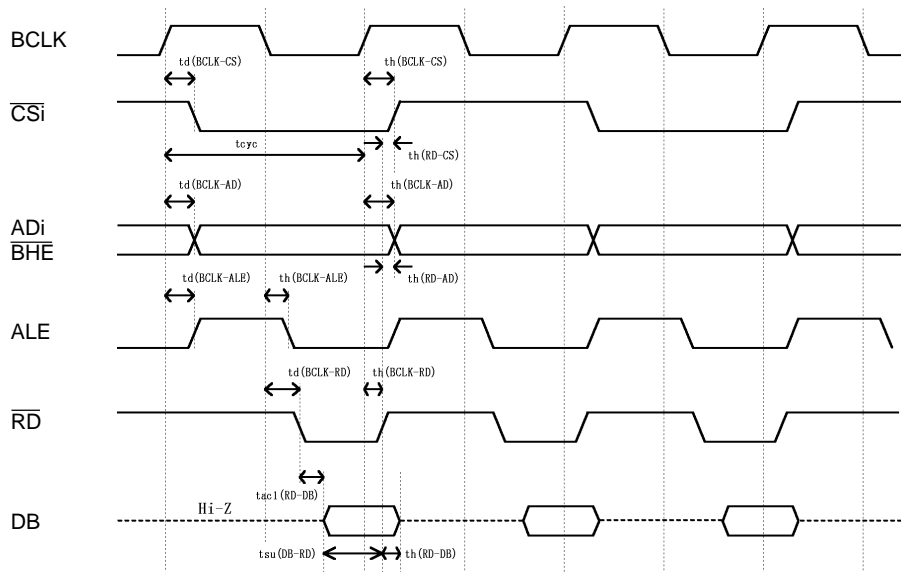 BCLK
td(BCLK-CS) th(BCLK-CS)
CSi
tcyc
th(RD-CS)
td(BCLK-AD) th(BCLK-AD)
ADi
BHE
th(RD-AD)
td(BCLK-ALE) th(BCLK-ALE)
ALE
td(BCLK-RD) th(BCLK-RD)
RD
tac1(RD-DB)
Hi-Z
DB
tsu(DB-RD) th(RD-DB)